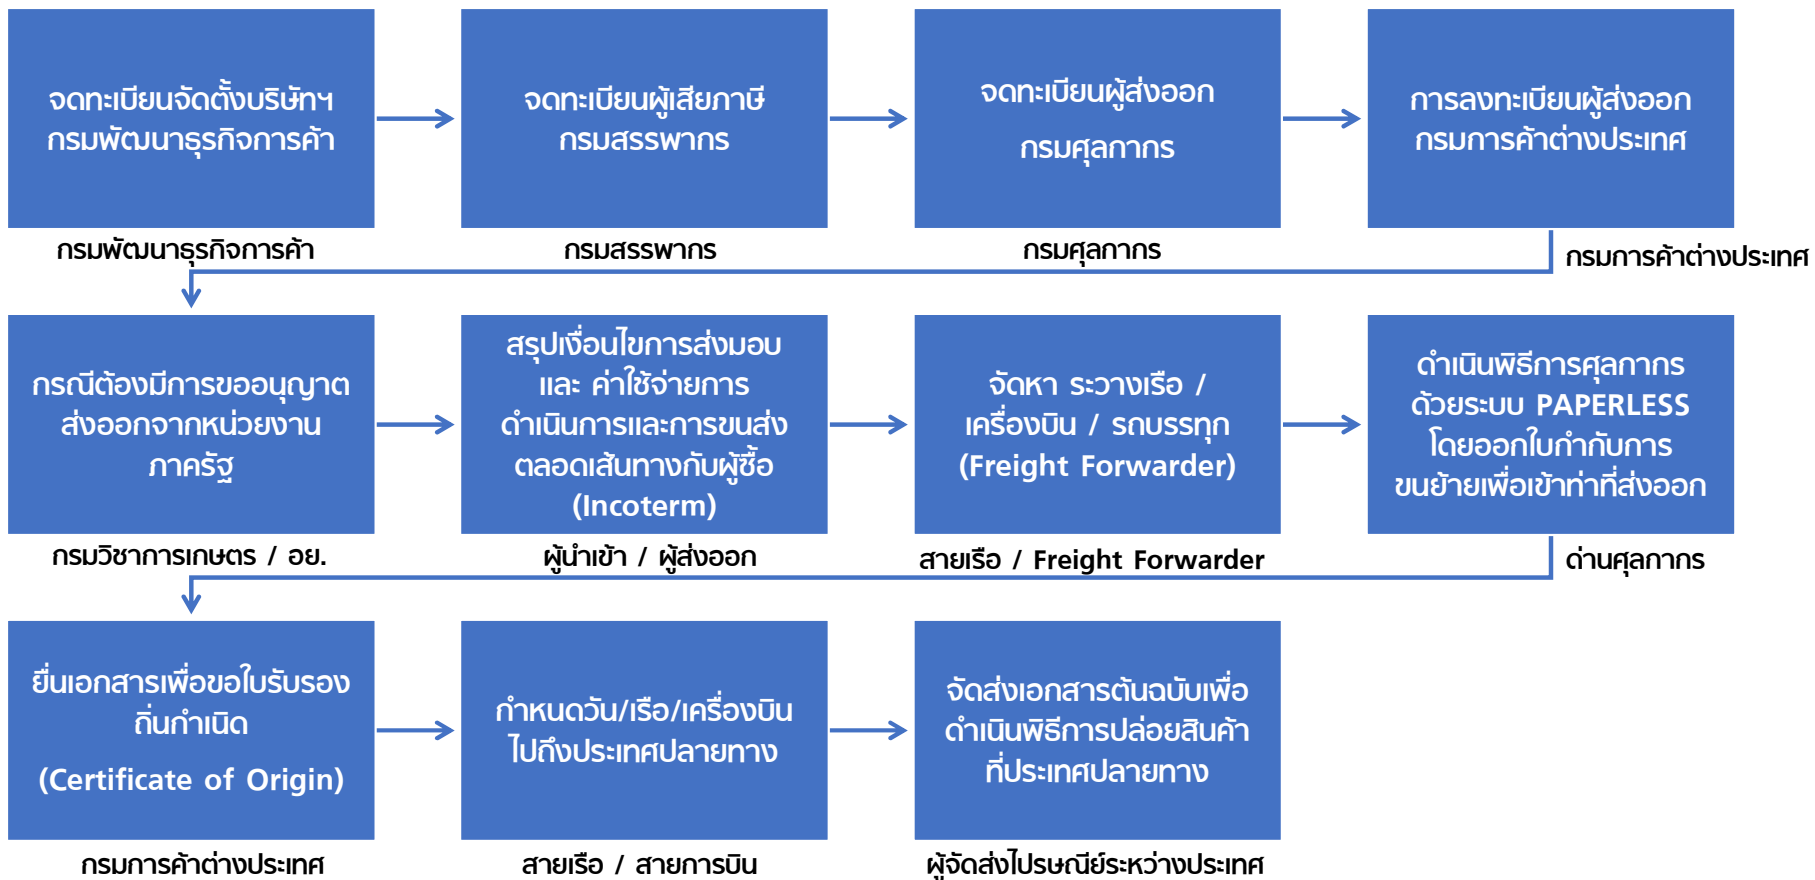 จดทะเบียนจัดตั้งบริษัทฯ
กรมพัฒนาธุรกิจการค้า
จดทะเบียนผู้เสียภาษี
กรมสรรพากร
จดทะเบียนผู้ส่งออก
กรมศุลกากร
การลงทะเบียนผู้ส่งออก
กรมการค้าต่างประเทศ
กรมพัฒนาธุรกิจการค้า
กรมสรรพากร
กรมศุลกากร
กรมการค้าต่างประเทศ
กรณีต้องมีการขออนุญาต
ส่งออกจากหน่วยงาน
ภาครัฐ
สรุปเงื่อนไขการส่งมอบ
และ ค่าใช้จ่ายการ
ดำเนินการและการขนส่ง
ตลอดเส้นทางกับผู้ซื้อ
(Incoterm)
จัดหา ระวางเรือ /
เครื่องบิน / รถบรรทุก
(Freight Forwarder)
ดำเนินพิธีการศุลกากร
ด้วยระบบ PAPERLESS
โดยออกใบกำกับการ
ขนย้ายเพื่อเข้าท่าที่ส่งออก
กรมวิชาการเกษตร / อย.
ผู้นำเข้า / ผู้ส่งออก
สายเรือ / Freight Forwarder
ด่านศุลกากร
ยื่นเอกสารเพื่อขอใบรับรอง
ถิ่นกำเนิด
(Certificate of Origin)
กำหนดวัน/เรือ/เครื่องบิน
ไปถึงประเทศปลายทาง
จัดส่งเอกสารต้นฉบับเพื่อ
ดำเนินพิธีการปล่อยสินค้า
ที่ประเทศปลายทาง
กรมการค้าต่างประเทศ
สายเรือ / สายการบิน
ผู้จัดส่งไปรษณีย์ระหว่างประเทศ